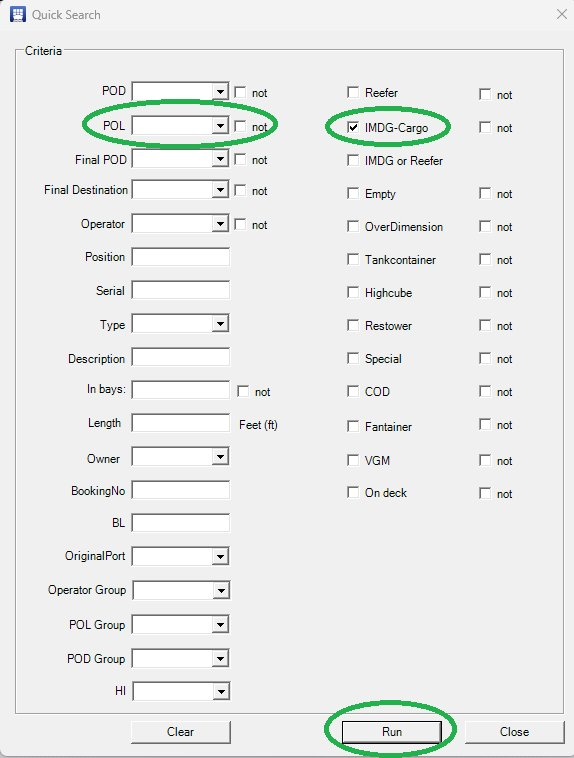 Quick Search
Criteria
POD not Reefer not
POL not IMDG-Cargo not
Final POD not IMDG or Reefer
Final Destination not Empty not
Operator not OverDimension not
Position Tankcontainer not
Serial Highcube not
Type Restower not
Description Special not
In bays: not COD not
Length Feet (ft) Fantainer not
Owner VGM not
BookingNo On deck not
BL
OriginalPort
Operator Group
POL Group
POD Group
HI
Clear Run Close